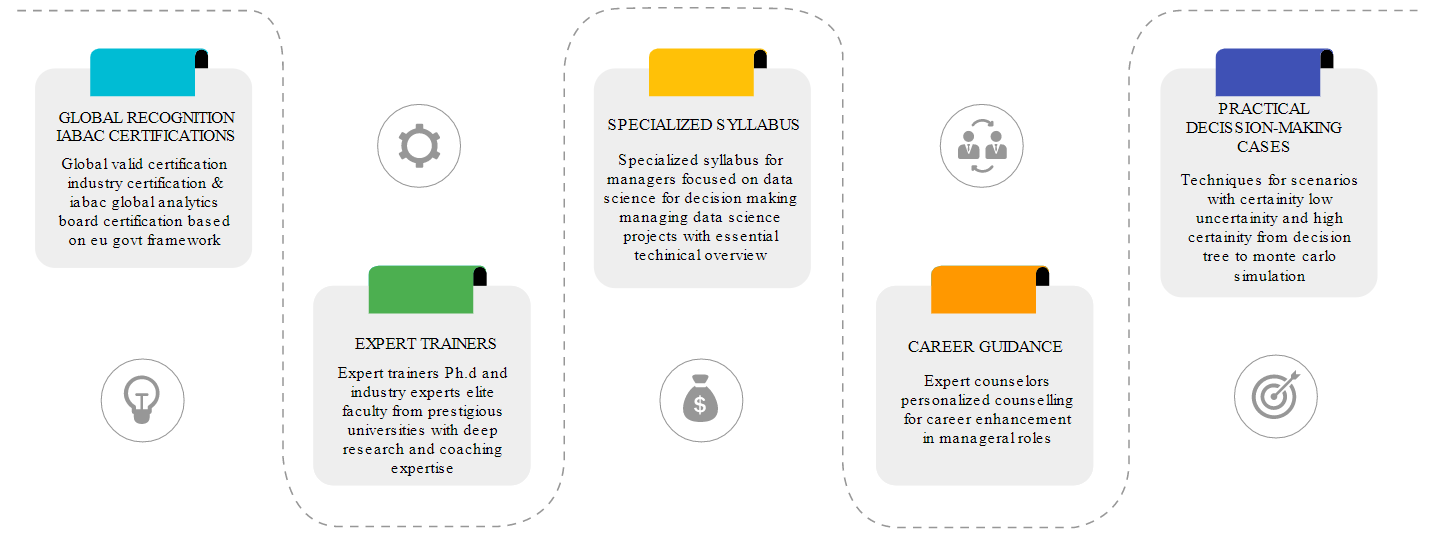 GLOBAL RECOGNITION
IABAC CERTIFICATIONS
Global valid certification
industry certification &
iabac global analytics
board certification based
on eu govt framework
EXPERT TRAINERS
Expert trainers Ph.d and
industry experts elite
faculty from prestigious
universities with deep
research and coaching
expertise
SPECIALIZED SYLLABUS
Specialized syllabus for
managers focused on data
science for decision making
managing data science
projects with essential
techinical overview
$
CAREER GUIDANCE
Expert counselors
personalized counselling
for career enhancement
in manageral roles
PRACTICAL
DECISSION-MAKING
CASES
Techniques for scenarios
with certainity low
uncertainity and high
certainity from decision
tree to monte carlo
simulation